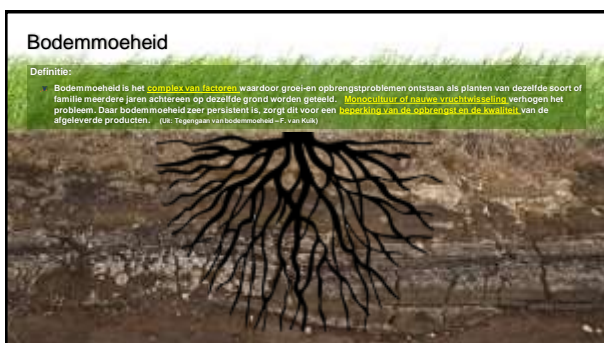 Bodemmoeheid
Definitie:
Bodemmoeheid is het complex van factoren waardoor groei-en opbrengstproblemen ontstaan als planten van dezelfde soort of
familie meerdere jaren achtereen op dezelfde grond worden geteeld. Monocultuur of nauwe vruchtwisseling verhogen het
probleem. Daar bodemmoeheid zeer persistent is, zorgt dit voor een beperking van de opbrengst en de kwaliteit van de
afgeleverde producten. (Uit: Tegengaan van bodemmoeheid – F. van Kuik)